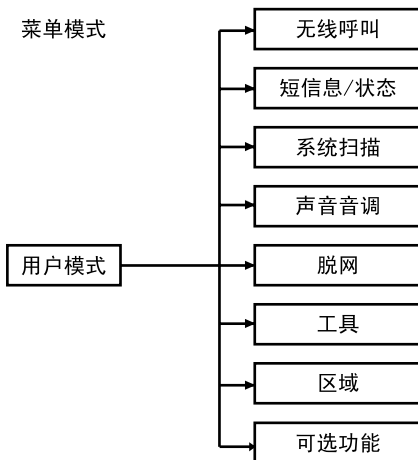 菜单模式
无线呼叫
短信息/状态
系统扫描
声音音调
用户模式
脱网
工具
区域
可选功能